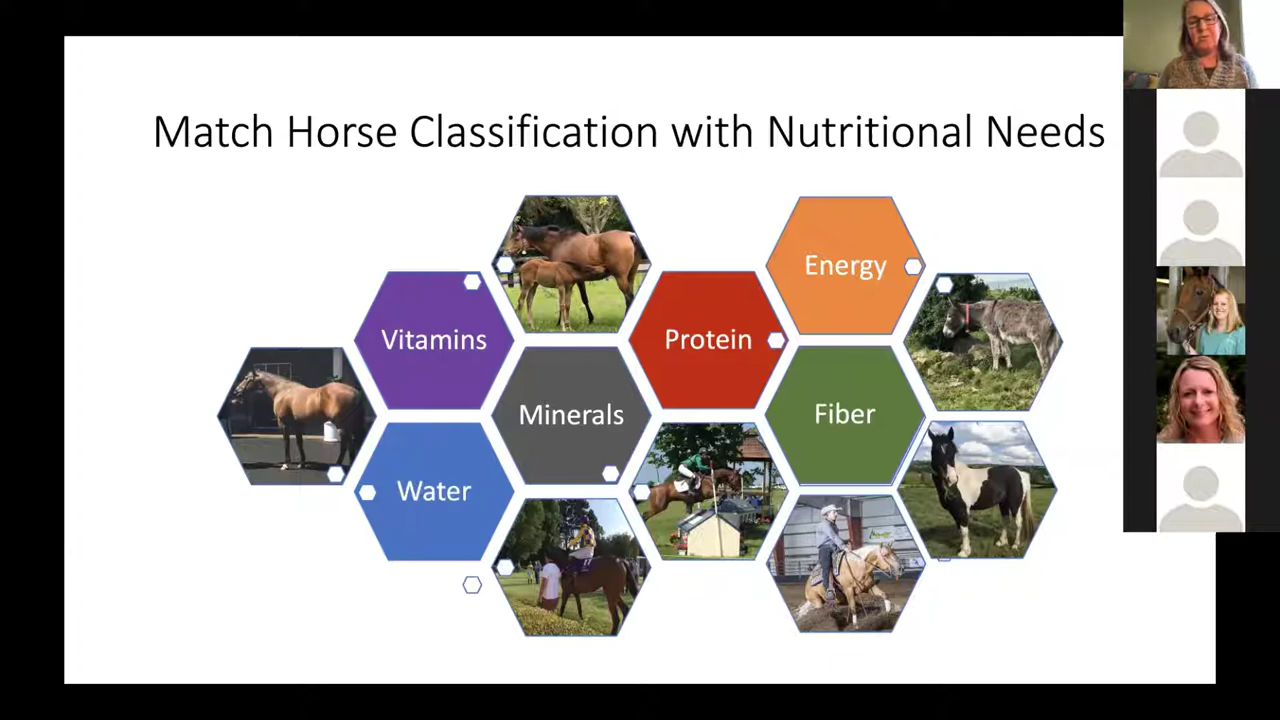 Match Horse Classification with Nutritional Needs
Energy
Vitamins
Protein
Minerals
Fiber
Water